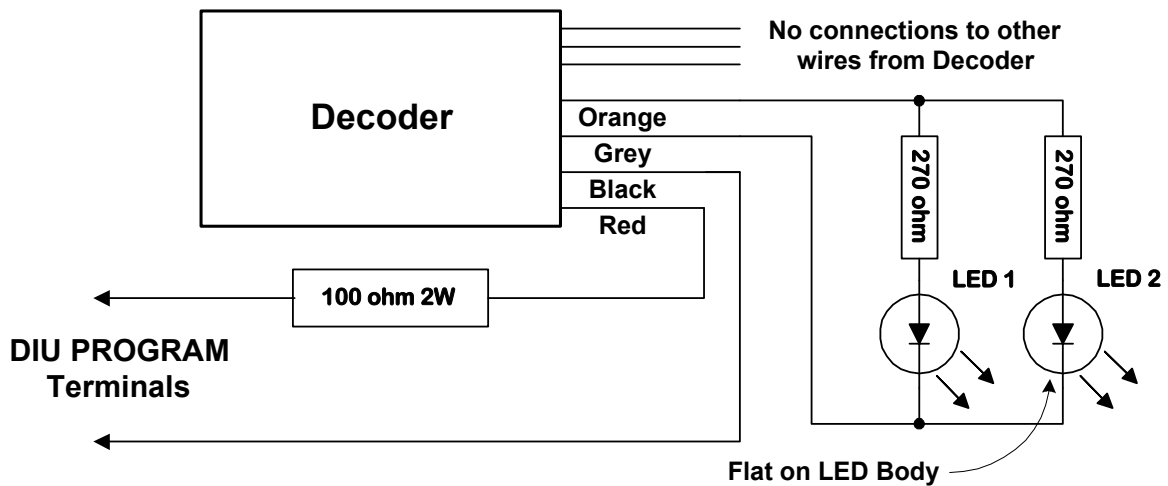 No connections to other
wires from Decoder
Decoder
Orange
Grey
Black
Red
270 ohm
270 ohm
LED 1
LED 2
100 ohm 2W
DIU PROGRAM
Terminals
Flat on LED Body